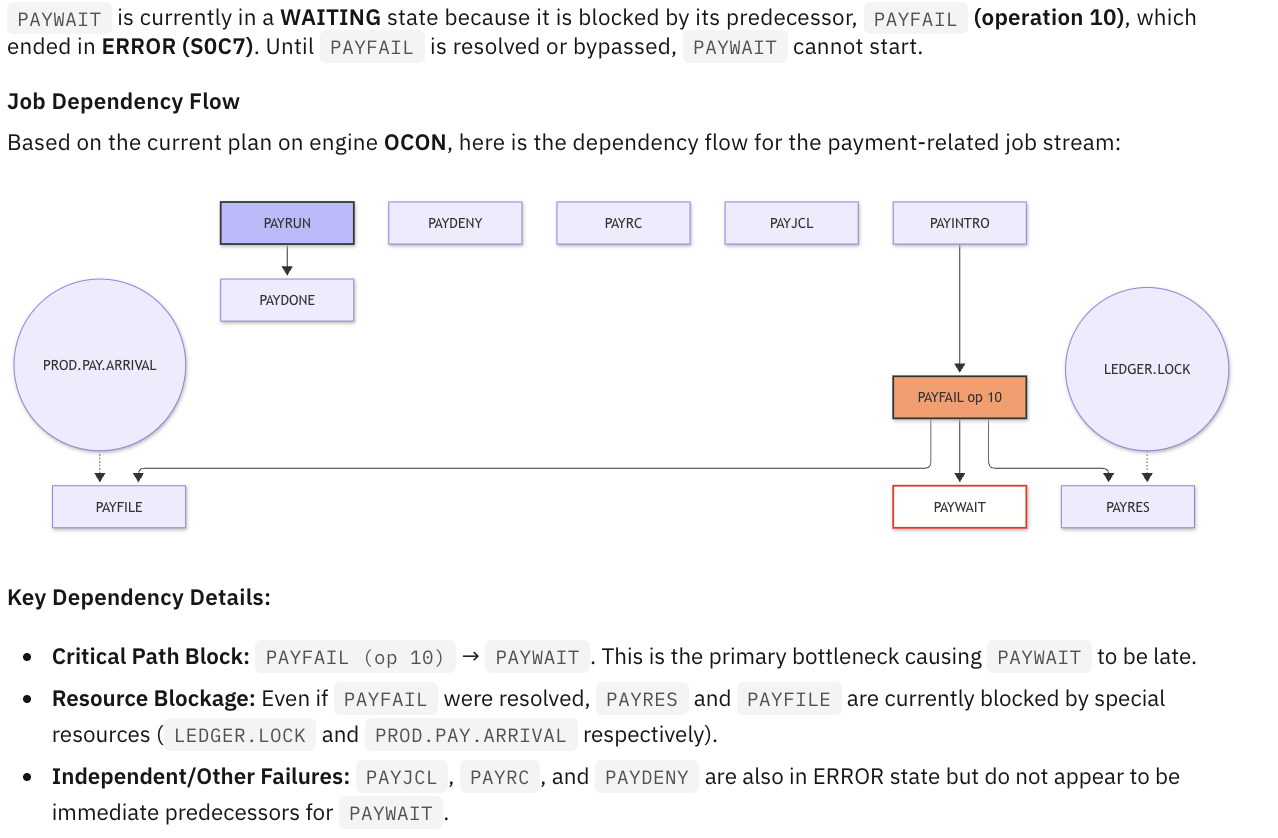 PAYWAIT is currently in a WAITING state because it is blocked by its predecessor, PAYFAIL (operation 10), which
ended in ERROR (S0C7). Until PAYFAIL is resolved or bypassed, PAYWAIT cannot start.
Job Dependency Flow
Based on the current plan on engine OCON, here is the dependency flow for the payment-related job stream:
PAYRUN
PAYDENY
PAYRC
PAYJCL
PAYINTRO
PAYDONE
PROD.PAY.ARRIVAL
LEDGER.LOCK
PAYFAIL op 10
PAYFILE
PAYWAIT
PAYRES
Key Dependency Details:
• Critical Path Block: PAYFAIL (op 10) → PAYWAIT. This is the primary bottleneck causing PAYWAIT to be late.
• Resource Blockage: Even if PAYFAIL were resolved, PAYRES and PAYFILE are currently blocked by special
resources (LEDGER.LOCK and PROD.PAY.ARRIVAL respectively).
• Independent/Other Failures: PAYJCL, PAYRC, and PAYDENY are also in ERROR state but do not appear to be
immediate predecessors for PAYWAIT.